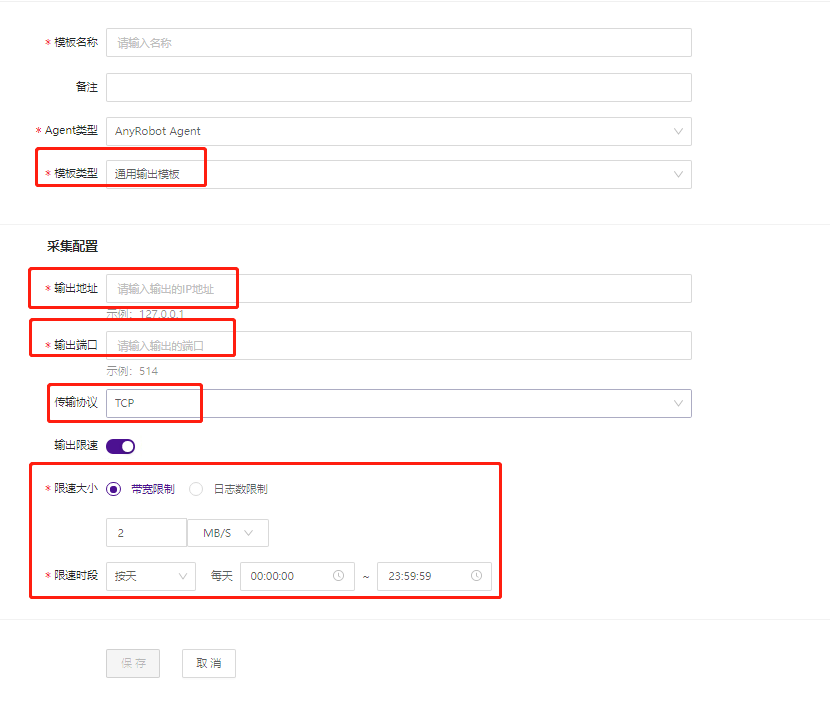 * 模板名称 请输入名称
备注
* Agent类型 AnyRobot Agent
* 模板类型 通用输出模板
采集配置
* 输出地址 请输入输出的IP地址
示例：127.0.0.1
* 输出端口 请输入输出的端口
示例：514
传输协议 TCP
输出限速
* 限速大小 带宽限制 日志数限制
2 MB/S
* 限速时段 按天 每天 00:00:00 ~ 23:59:59
保 存 取 消